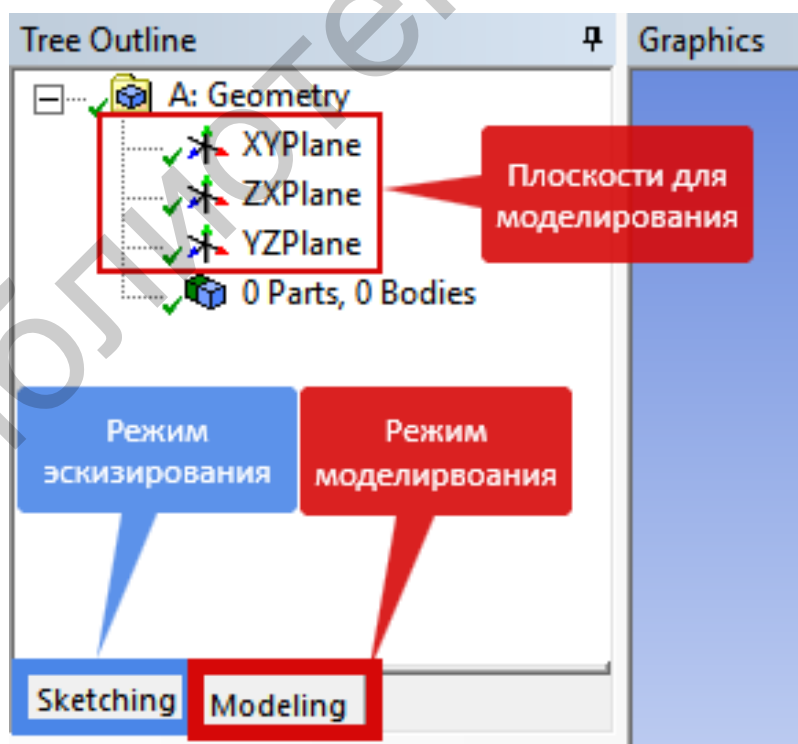 Tree Outline
Graphics
A: Geometry
XYPlane
ZXPlane
YZPlane
0 Parts, 0 Bodies
Плоскости для
моделирования
Режим
эскизирования
Режим
моделирвоания
Sketching
Modeling